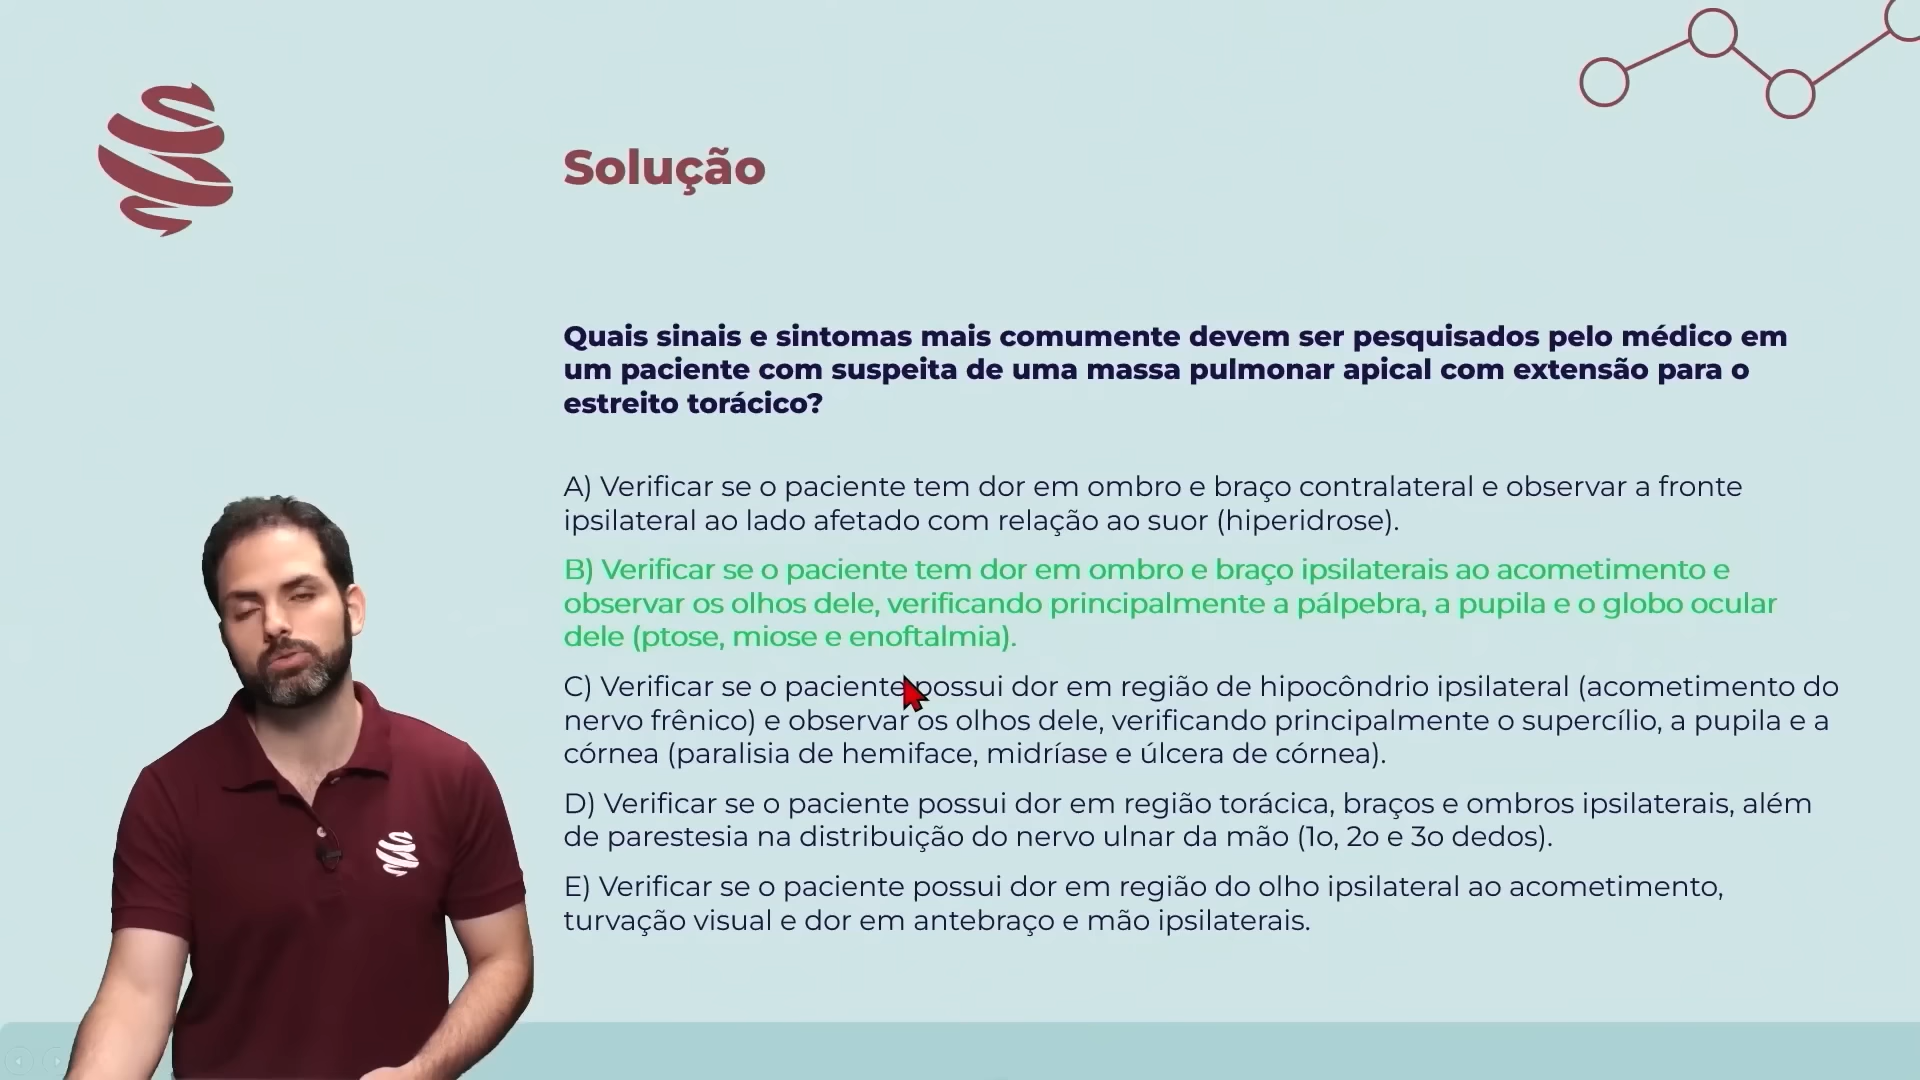 Solução
Quais sinais e sintomas mais comumente devem ser pesquisados pelo médico em
um paciente com suspeita de uma massa pulmonar apical com extensão para o
estreito torácico?
A) Verificar se o paciente tem dor em ombro e braço contralateral e observar a fronte
ipsilateral ao lado afetado com relação ao suor (hiperidrose).
B) Verificar se o paciente tem dor em ombro e braço ipsilaterais ao acometimento e
observar os olhos dele, verificando principalmente a pálpebra, a pupila e o globo ocular
dele (ptose, miose e enoftalmia).
C) Verificar se o paciente possui dor em região de hipocôndrio ipsilateral (acometimento do
nervo frênico) e observar os olhos dele, verificando principalmente o supercílio, a pupila e a
córnea (paralisia de hemiface, midríase e úlcera de córnea).
D) Verificar se o paciente possui dor em região torácica, braços e ombros ipsilaterais, além
de parestesia na distribuição do nervo ulnar da mão (1o, 2o e 3o dedos).
E) Verificar se o paciente possui dor em região do olho ipsilateral ao acometimento,
turvação visual e dor em antebraço e mão ipsilaterais.